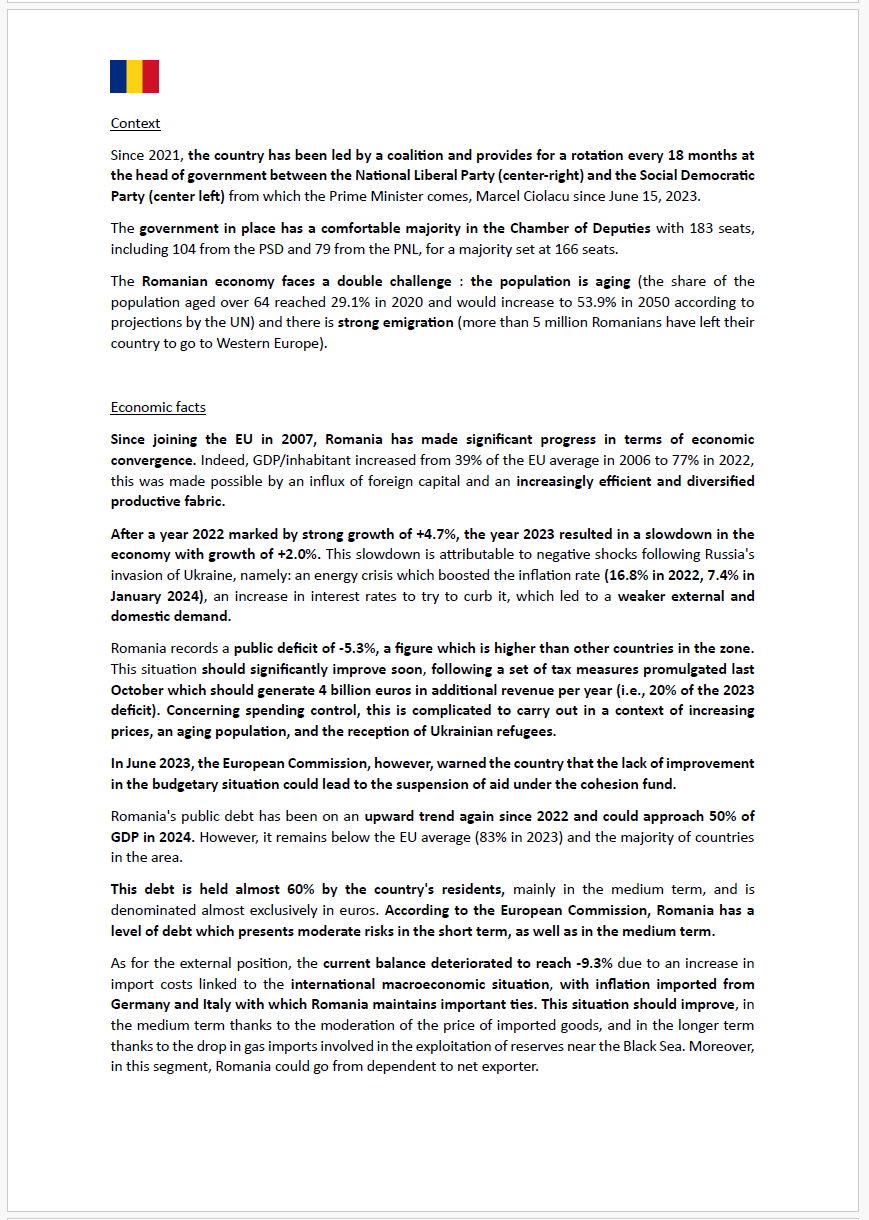 Context
Since 2021, the country has been led by a coalition and provides for a rotation every 18 months at
the head of government between the National Liberal Party (center-right) and the Social Democratic
Party (center left) from which the Prime Minister comes, Marcel Ciolacu since June 15, 2023.
The government in place has a comfortable majority in the Chamber of Deputies with 183 seats,
including 104 from the PSD and 79 from the PNL, for a majority set at 166 seats.
The Romanian economy faces a double challenge : the population is aging (the share of the
population aged over 64 reached 29.1% in 2020 and would increase to 53.9% in 2050 according to
projections by the UN) and there is strong emigration (more than 5 million Romanians have left their
country to go to Western Europe).
Economic facts
Since joining the EU in 2007, Romania has made significant progress in terms of economic
convergence. Indeed, GDP/inhabitant increased from 39% of the EU average in 2006 to 77% in 2022,
this was made possible by an influx of foreign capital and an increasingly efficient and diversified
productive fabric.
After a year 2022 marked by strong growth of +4.7%, the year 2023 resulted in a slowdown in the
economy with growth of +2.0%. This slowdown is attributable to negative shocks following Russia's
invasion of Ukraine, namely: an energy crisis which boosted the inflation rate (16.8% in 2022, 7.4% in
January 2024), an increase in interest rates to try to curb it, which led to a weaker external and
domestic demand.
Romania records a public deficit of -5.3%, a figure which is higher than other countries in the zone.
This situation should significantly improve soon, following a set of tax measures promulgated last
October which should generate 4 billion euros in additional revenue per year (i.e., 20% of the 2023
deficit). Concerning spending control, this is complicated to carry out in a context of increasing
prices, an aging population, and the reception of Ukrainian refugees.
In June 2023, the European Commission, however, warned the country that the lack of improvement
in the budgetary situation could lead to the suspension of aid under the cohesion fund.
Romania's public debt has been on an upward trend again since 2022 and could approach 50% of
GDP in 2024. However, it remains below the EU average (83% in 2023) and the majority of countries
in the area.
This debt is held almost 60% by the country's residents, mainly in the medium term, and is
denominated almost exclusively in euros. According to the European Commission, Romania has a
level of debt which presents moderate risks in the short term, as well as in the medium term.
As for the external position, the current balance deteriorated to reach -9.3% due to an increase in
import costs linked to the international macroeconomic situation, with inflation imported from
Germany and Italy with which Romania maintains important ties. This situation should improve, in
the medium term thanks to the moderation of the price of imported goods, and in the longer term
thanks to the drop in gas imports involved in the exploitation of reserves near the Black Sea. Moreover,
in this segment, Romania could go from dependent to net exporter.